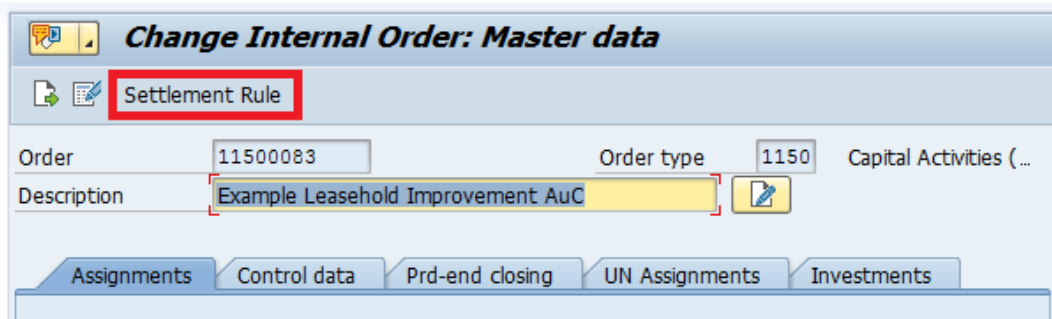 Change Internal Order: Master data
Settlement Rule
Order 11500083 Order type 1150 Capital Activities (...
Description Example Leasehold Improvement AuC
Assignments Control data Prd-end closing UN Assignments Investments